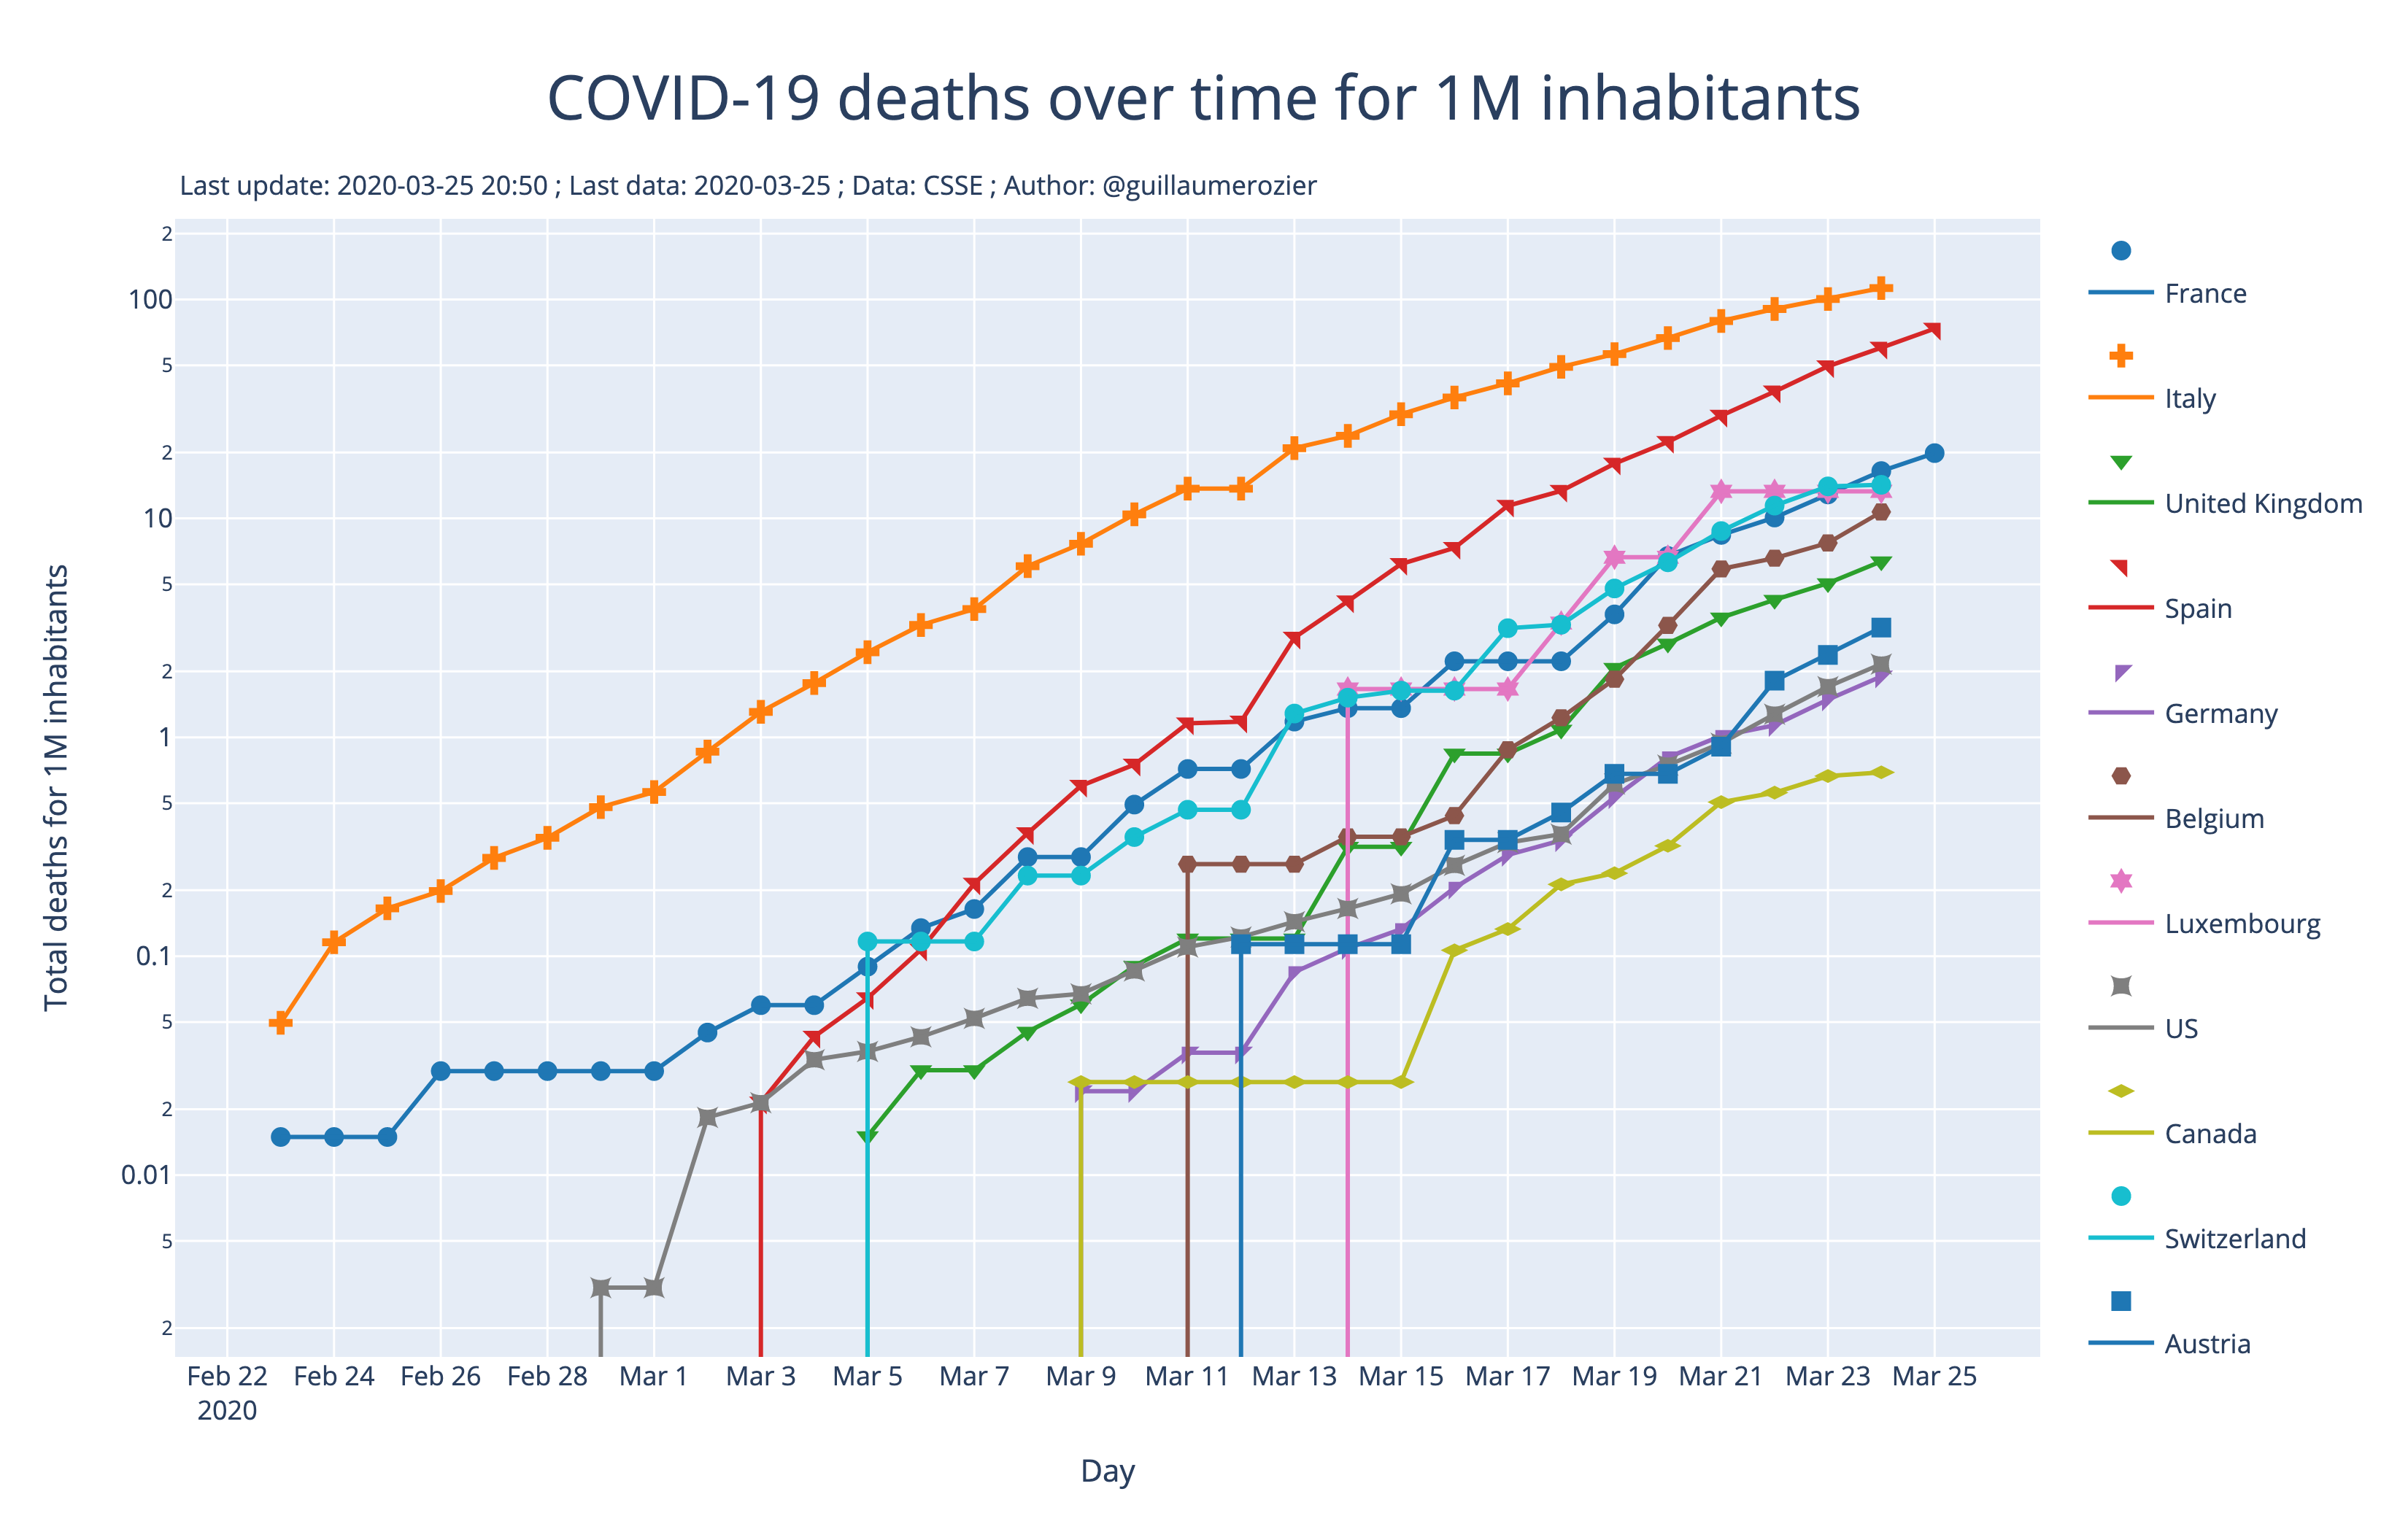 COVID-19 deaths over time for 1M inhabitants
Last update: 2020-03-25 20:50 ; Last data: 2020-03-25 ; Data: CSSE ; Author: @guillaumerozier
2
100
5
2
10
5
2
1
5
2
0.1
5
2
0.01
5
2
Total deaths for 1M inhabitants
Feb 22 Feb 24 Feb 26 Feb 28 Mar 1 Mar 3 Mar 5 Mar 7 Mar 9 Mar 11 Mar 13 Mar 15 Mar 17 Mar 19 Mar 21 Mar 23 Mar 25
2020
Day
France
Italy
United Kingdom
Spain
Germany
Belgium
Luxembourg
US
Canada
Switzerland
Austria